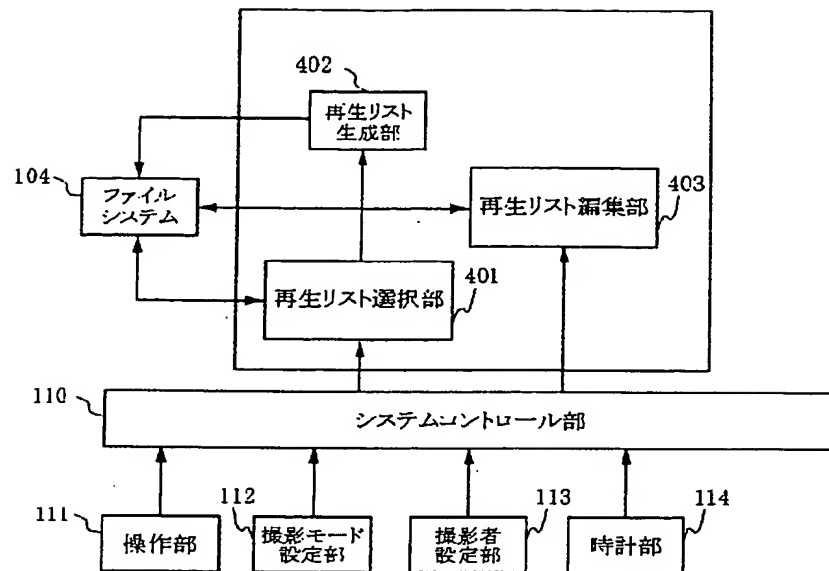 402
再生リスト
生成部
104
ファイル
システム
再生リスト編集部
403
再生リスト選択部
401
110
システムコントロール部
111
操作部
112
撮影モード
設定部
撮影者
設定部
113
時計部
114